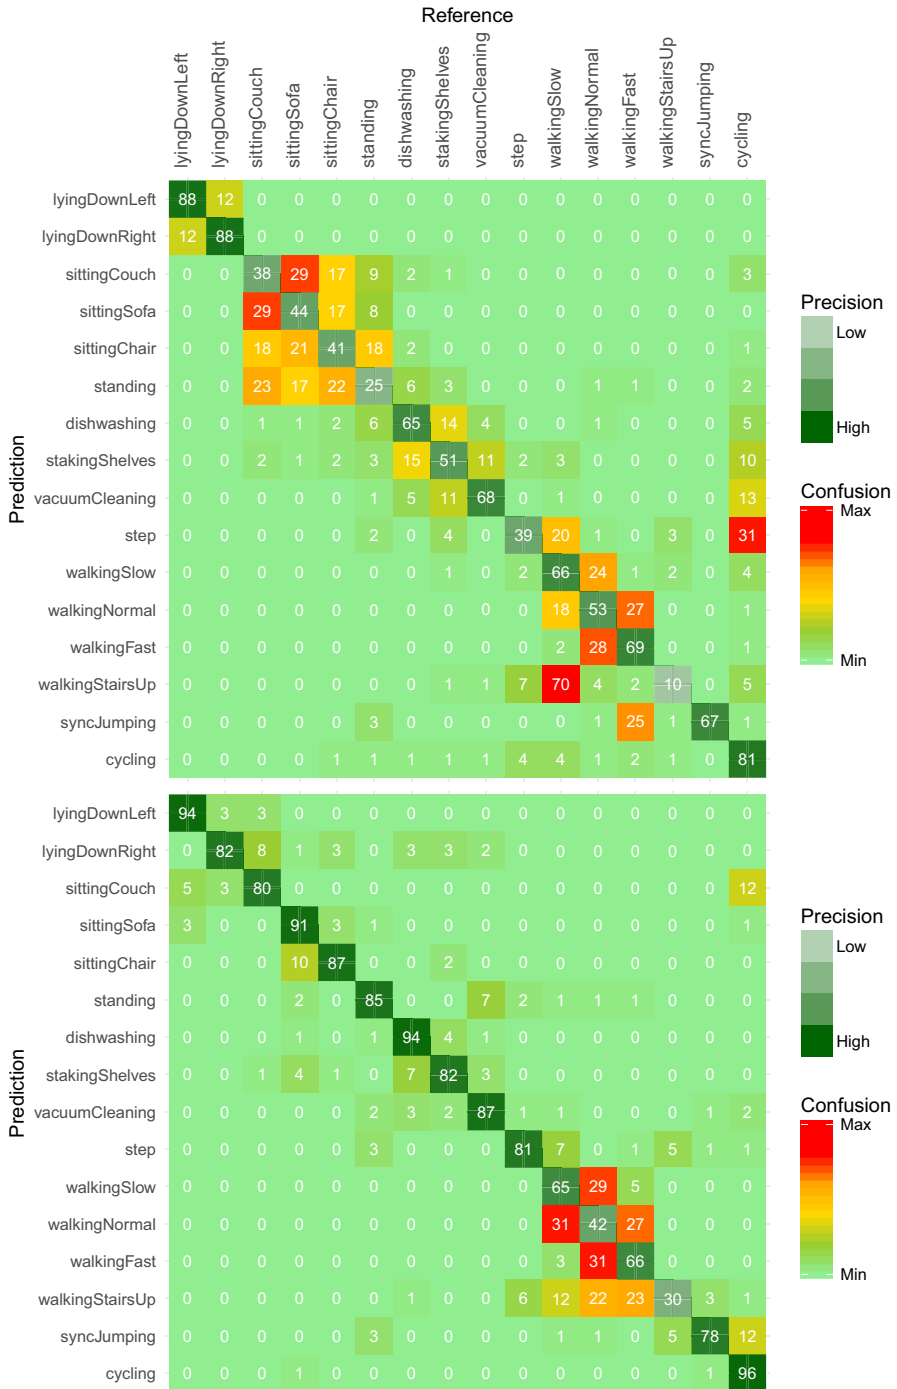 Reference
lyingDownLeft lyingDownRight sittingCouch sittingSofa sittingChair standing dishwashing stakingShelves vacuumCleaning step walkingSlow walkingNormal walkingFast walkingStairsUp syncJumping cycling
Prediction
lyingDownLeft 88 12 0 0 0 0 0 0 0 0 0 0 0 0 0 0
lyingDownRight 12 88 0 0 0 0 0 0 0 0 0 0 0 0 0 0
sittingCouch 0 0 38 29 17 9 2 1 0 0 0 0 0 0 0 3
sittingSofa 0 0 29 44 17 8 0 0 0 0 0 0 0 0 0 0
sittingChair 0 0 18 21 41 18 2 0 0 0 0 0 0 0 0 1
standing 0 0 23 17 22 25 6 3 0 0 0 1 1 0 0 2
dishwashing 0 0 1 1 2 6 65 14 4 0 0 1 0 0 0 5
stakingShelves 0 0 2 1 2 3 15 51 11 2 3 0 0 0 0 10
vacuumCleaning 0 0 0 0 0 1 5 11 68 0 1 0 0 0 0 13
step 0 0 0 0 0 2 0 4 0 39 20 1 0 3 0 31
walkingSlow 0 0 0 0 0 0 0 1 0 2 66 24 1 2 0 4
walkingNormal 0 0 0 0 0 0 0 0 0 0 18 53 27 0 0 1
walkingFast 0 0 0 0 0 0 0 0 0 0 2 28 69 0 0 1
walkingStairsUp 0 0 0 0 0 0 0 1 1 7 70 4 2 10 0 5
syncJumping 0 0 0 0 0 3 0 0 0 0 0 1 25 1 67 1
cycling 0 0 0 0 1 1 1 1 1 4 4 1 2 1 0 81
Precision
Low
High
Confusion
Max
Min
Prediction
lyingDownLeft 94 3 3 0 0 0 0 0 0 0 0 0 0 0 0 0
lyingDownRight 0 82 8 1 3 0 3 3 2 0 0 0 0 0 0 0
sittingCouch 5 3 80 0 0 0 0 0 0 0 0 0 0 0 0 12
sittingSofa 3 0 0 91 3 1 0 0 0 0 0 0 0 0 0 1
sittingChair 0 0 0 10 87 0 0 2 0 0 0 0 0 0 0 0
standing 0 0 0 2 0 85 0 0 7 2 1 1 1 0 0 0
dishwashing 0 0 0 1 0 1 94 4 1 0 0 0 0 0 0 0
stakingShelves 0 0 1 4 1 0 7 82 3 0 0 0 0 0 0 0
vacuumCleaning 0 0 0 0 0 2 3 2 87 1 1 0 0 0 1 2
step 0 0 0 0 0 3 0 0 0 81 7 0 1 5 1 1
walkingSlow 0 0 0 0 0 0 0 0 0 0 65 29 5 0 0 0
walkingNormal 0 0 0 0 0 0 0 0 0 0 31 42 27 0 0 0
walkingFast 0 0 0 0 0 0 0 0 0 0 3 31 66 0 0 0
walkingStairsUp 0 0 0 0 0 0 1 0 0 6 12 22 23 30 3 1
syncJumping 0 0 0 0 0 3 0 0 0 0 1 1 0 5 78 12
cycling 0 0 0 1 0 0 0 0 0 0 0 0 0 0 1 96
Precision
Low
High
Confusion
Max
Min